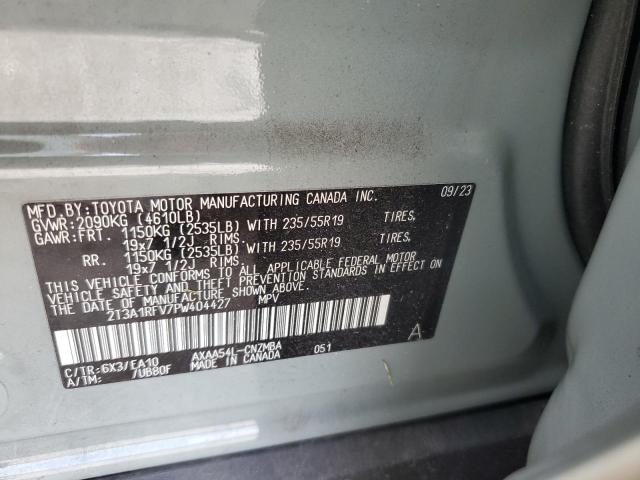 MFD. BY: TOYOTA MOTOR MANUFACTURING CANADA INC. 09/23
GVWR: 2090KG (4610LB)
GAWR: FRT. 1150KG (2535LB) WITH 235/55R19 TIRES.
19x7 1/2J RIMS.
RR. 1150KG (2535LB) WITH 235/55R19 TIRES.
19x7 1/2J RIMS.
THIS VEHICLE CONFORMS TO ALL APPLICABLE FEDERAL MOTOR
VEHICLE SAFETY AND THEFT PREVENTION STANDARDS IN EFFECT ON
THE DATE OF MANUFACTURE SHOWN ABOVE.
2T3A1RFV7PW404427 MPV
C/TR: 6X3/EA10 AXAA54L-CNZMBA 051 A
A/TM: /UB80F MADE IN CANADA